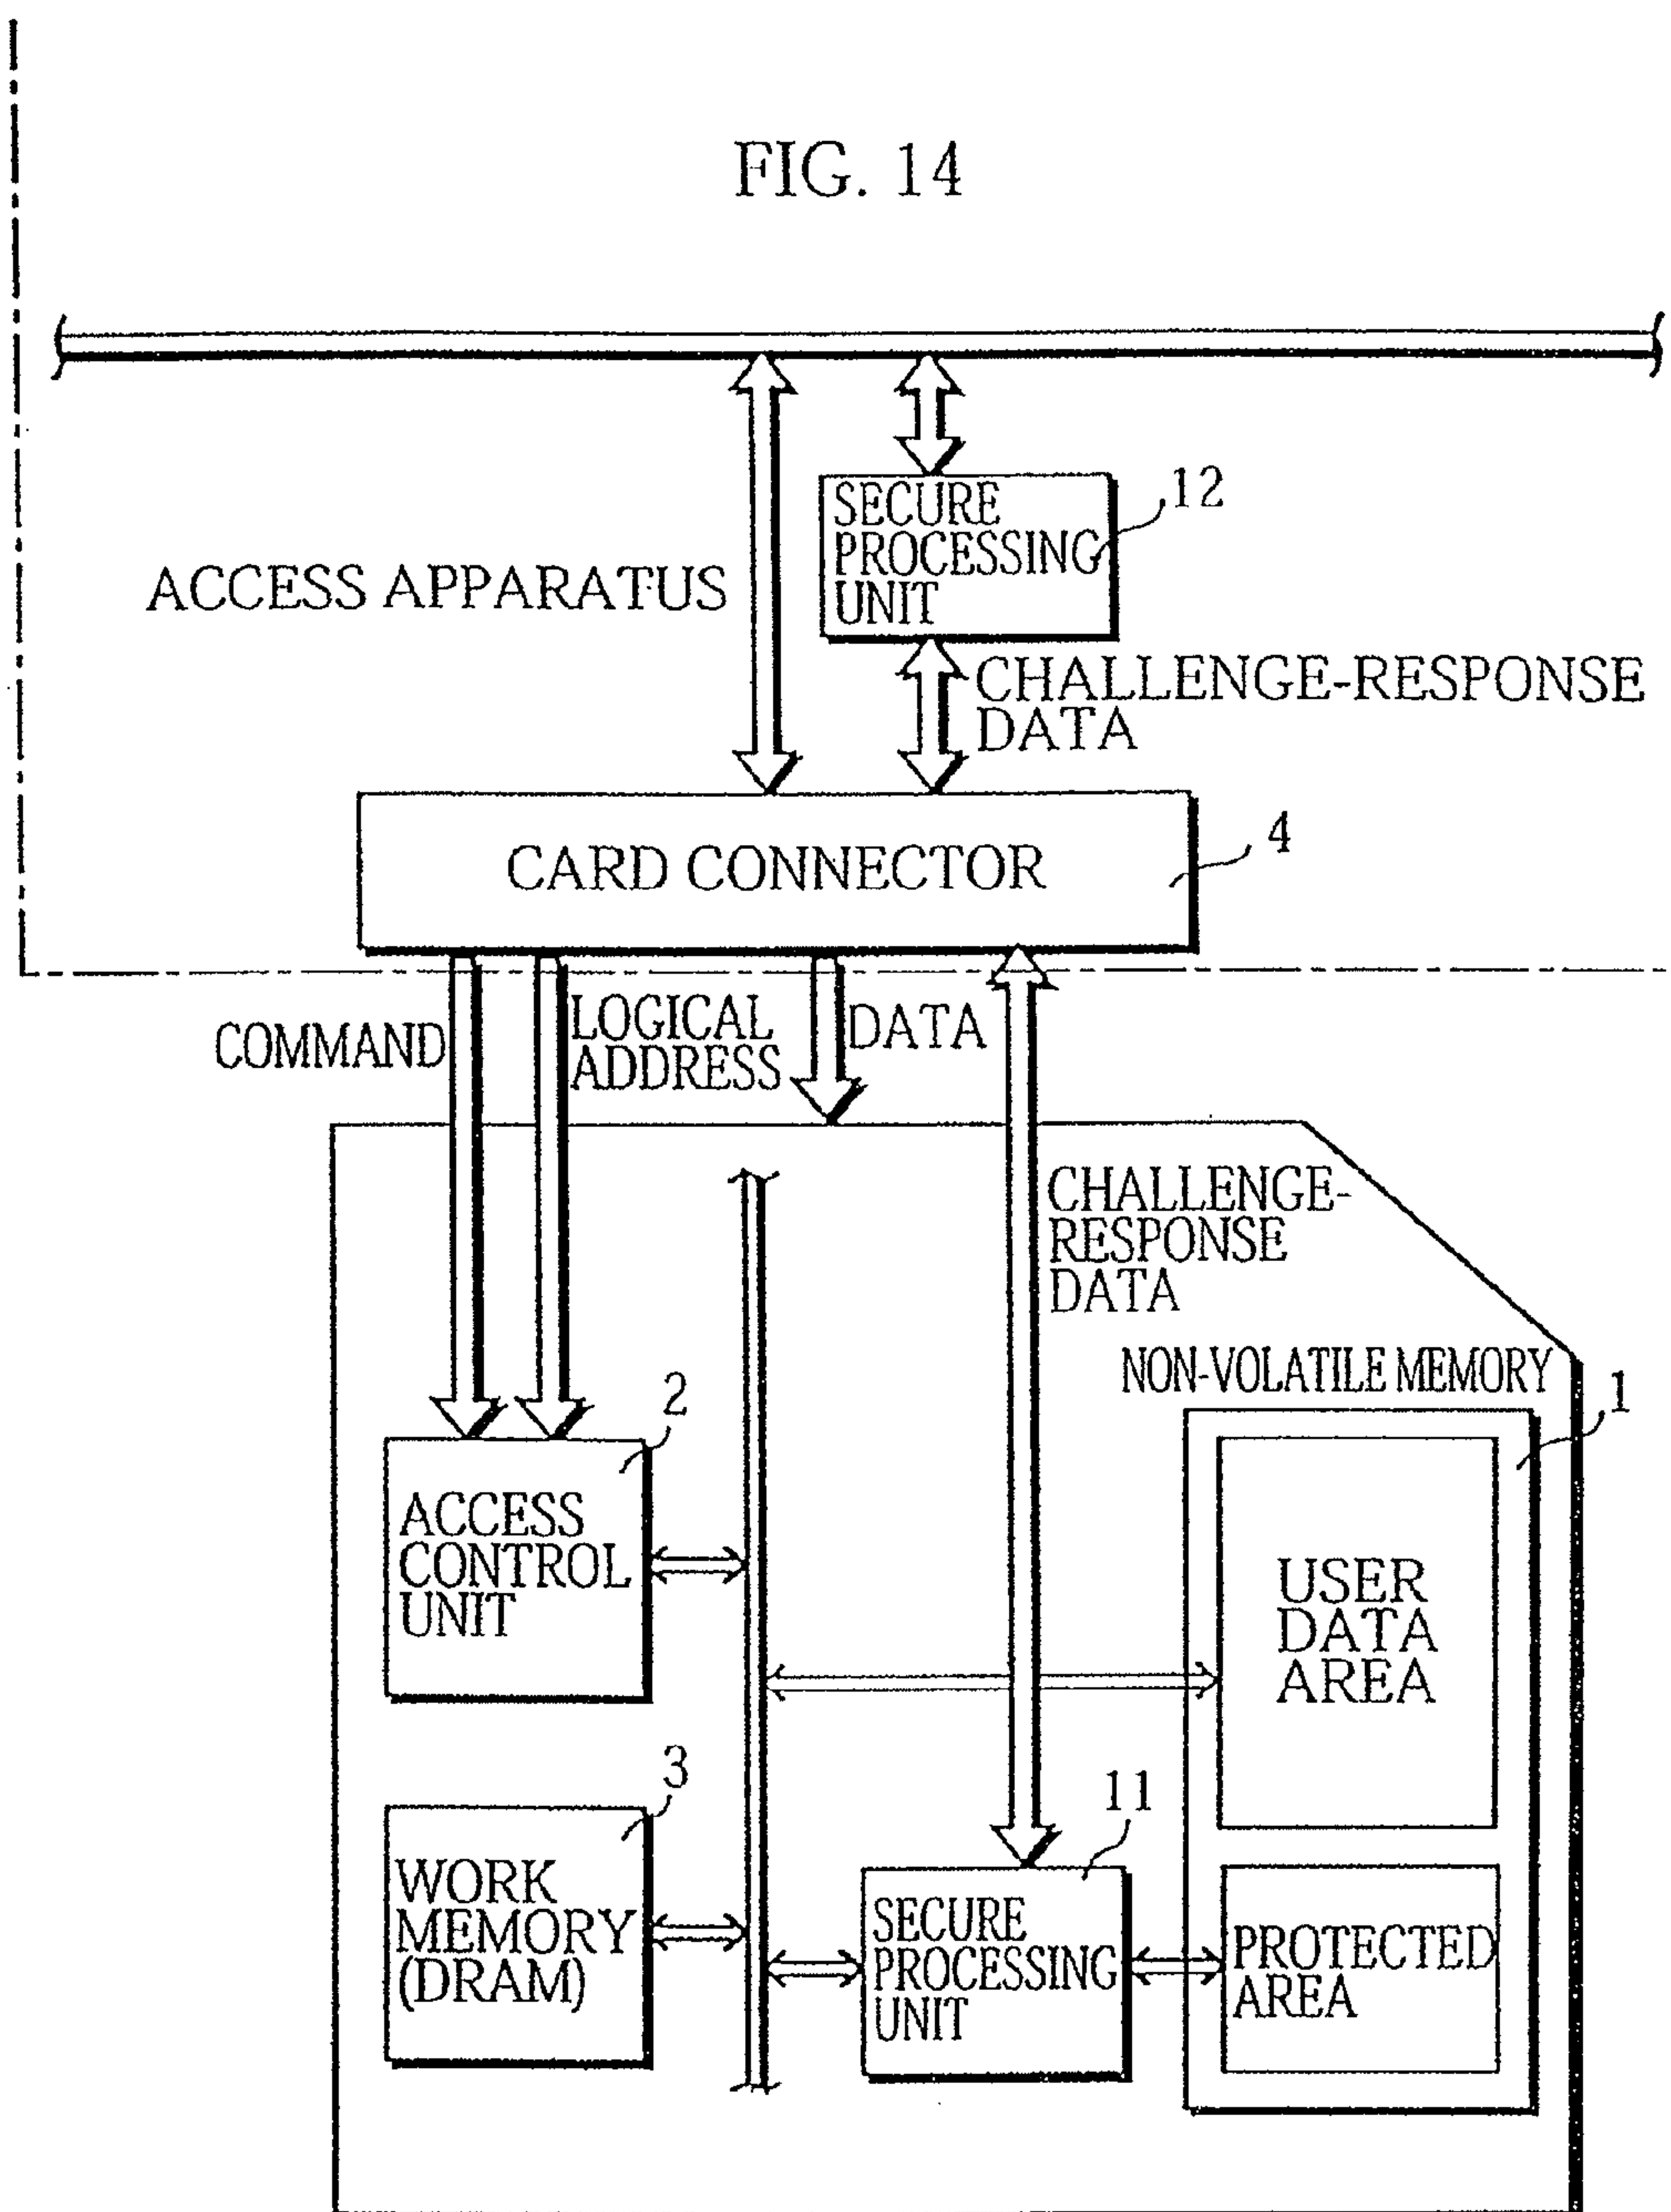 FIG. 14
SECURE
PROCESSING
UNIT
12
ACCESS APPARATUS
CHALLENGE-RESPONSE
DATA
CARD CONNECTOR
4
COMMAND
LOGICAL
ADDRESS
DATA
CHALLENGE-
RESPONSE
DATA
NON-VOLATILE MEMORY
1
2
ACCESS
CONTROL
UNIT
USER
DATA
AREA
3
WORK
MEMORY
(DRAM)
11
SECURE
PROCESSING
UNIT
PROTECTED
AREA